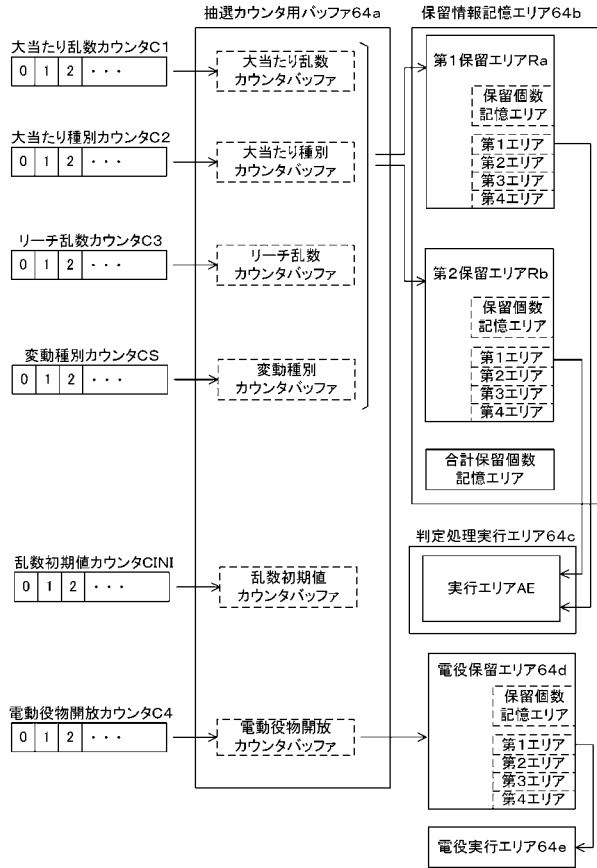 抽選カウンタ用バッファ64a
保留情報記憶エリア64b
大当たり乱数カウンタC1
0 1 2 ・・・
大当たり乱数
カウンタバッファ
大当たり種別カウンタC2
0 1 2 ・・・
大当たり種別
カウンタバッファ
リーチ乱数カウンタC3
0 1 2 ・・・
リーチ乱数
カウンタバッファ
変動種別カウンタCS
0 1 2 ・・・
変動種別
カウンタバッファ
乱数初期値カウンタCINI
0 1 2 ・・・
乱数初期値
カウンタバッファ
電動役物開放カウンタC4
0 1 2 ・・・
電動役物開放
カウンタバッファ
第1保留エリアRa
保留個数
記憶エリア
第1エリア
第2エリア
第3エリア
第4エリア
第2保留エリアRb
保留個数
記憶エリア
第1エリア
第2エリア
第3エリア
第4エリア
合計保留個数
記憶エリア
判定処理実行エリア64c
実行エリアAE
電役保留エリア64d
保留個数
記憶エリア
第1エリア
第2エリア
第3エリア
第4エリア
電役実行エリア64e